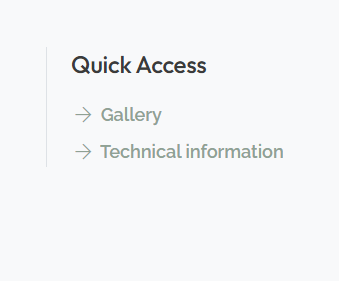 Quick Access
→ Gallery
→ Technical information